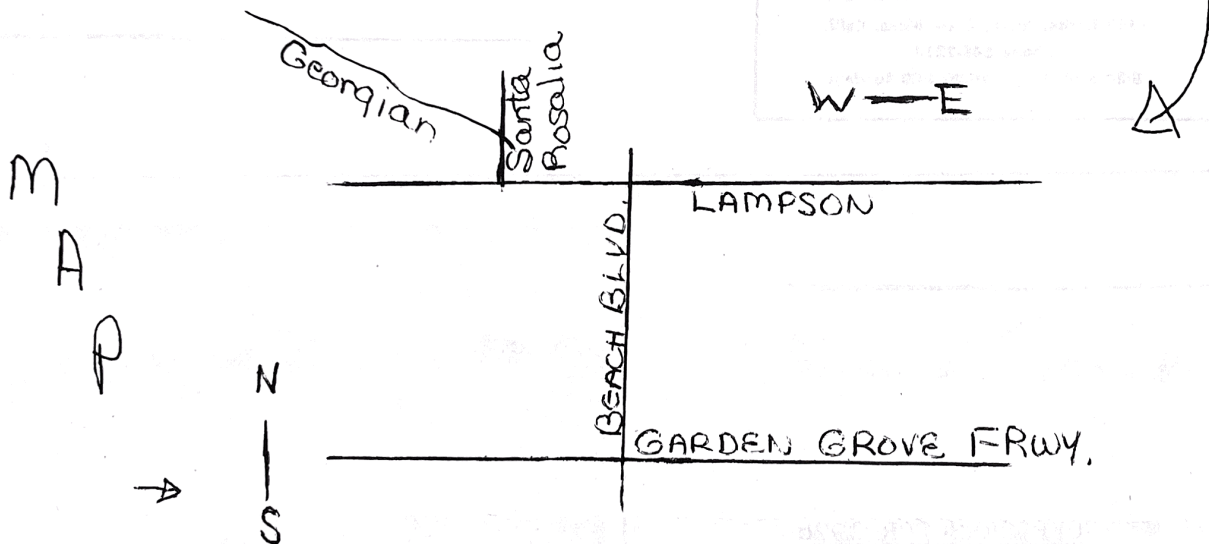 Georgian
Santa
Rosalia
W E
M
A
P
LAMPSON
BEACH BLVD.
N
S
GARDEN GROVE FRWY.